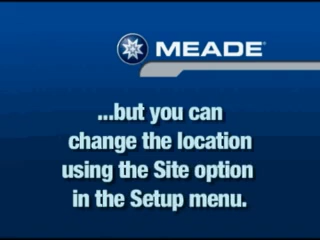 MEADE
...but you can
change the location
using the Site option
in the Setup menu.